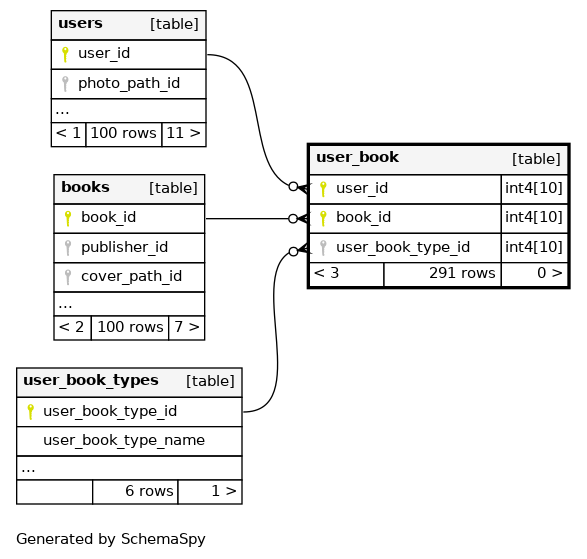 users [table]
user_id
photo_path_id
...
< 1 100 rows 11 >
books [table]
book_id
publisher_id
cover_path_id
...
< 2 100 rows 7 >
user_book_types [table]
user_book_type_id
user_book_type_name
...
6 rows 1 >
user_book [table]
user_id int4[10]
book_id int4[10]
user_book_type_id int4[10]
< 3 291 rows 0 >
Generated by SchemaSpy